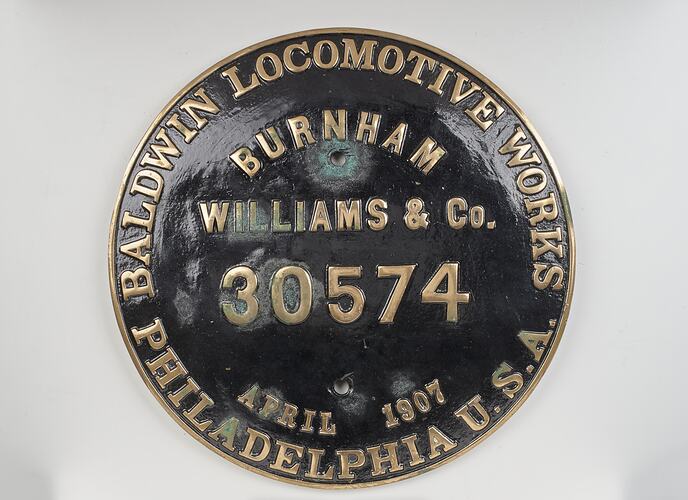 BALDWIN LOCOMOTIVE WORKS
BURNHAM
WILLIAMS & Co.
30574
APRIL 1907
PHILADELPHIA U.S.A.